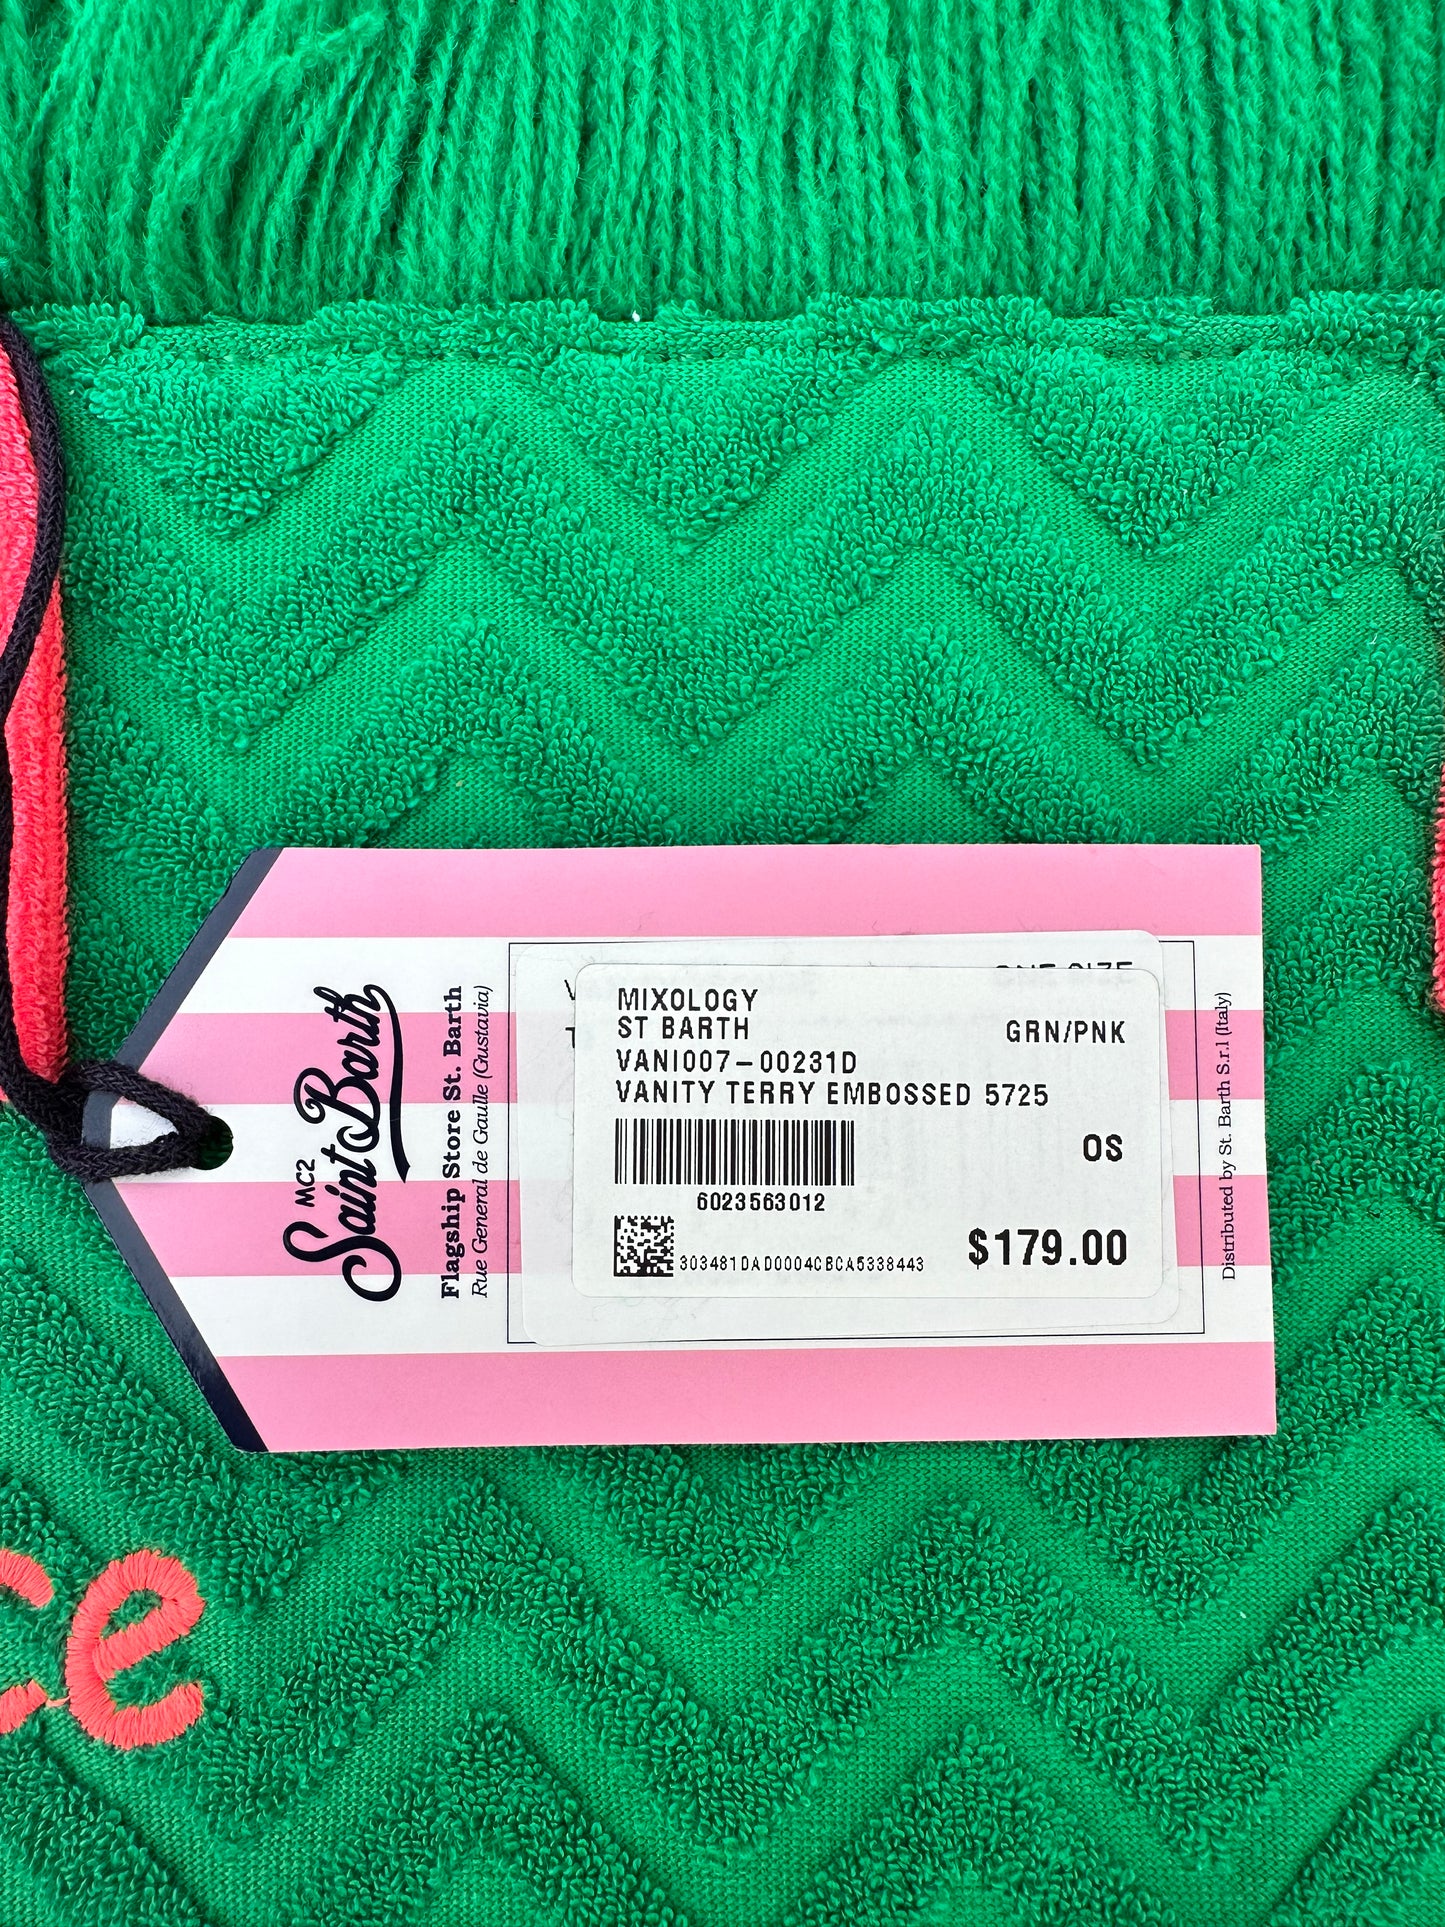 MC2
Saint Barth
Flagship Store St. Barth
Rue General de Gaulle (Gustavia)
MIXOLOGY
ST BARTH
GRN/PNK
VANI007-00231D
VANITY TERRY EMBOSSED 5725
OS
6023563012
303481DAD0004CBCA5338443
$179.00
Distributed by St. Barth S.r.l (Italy)